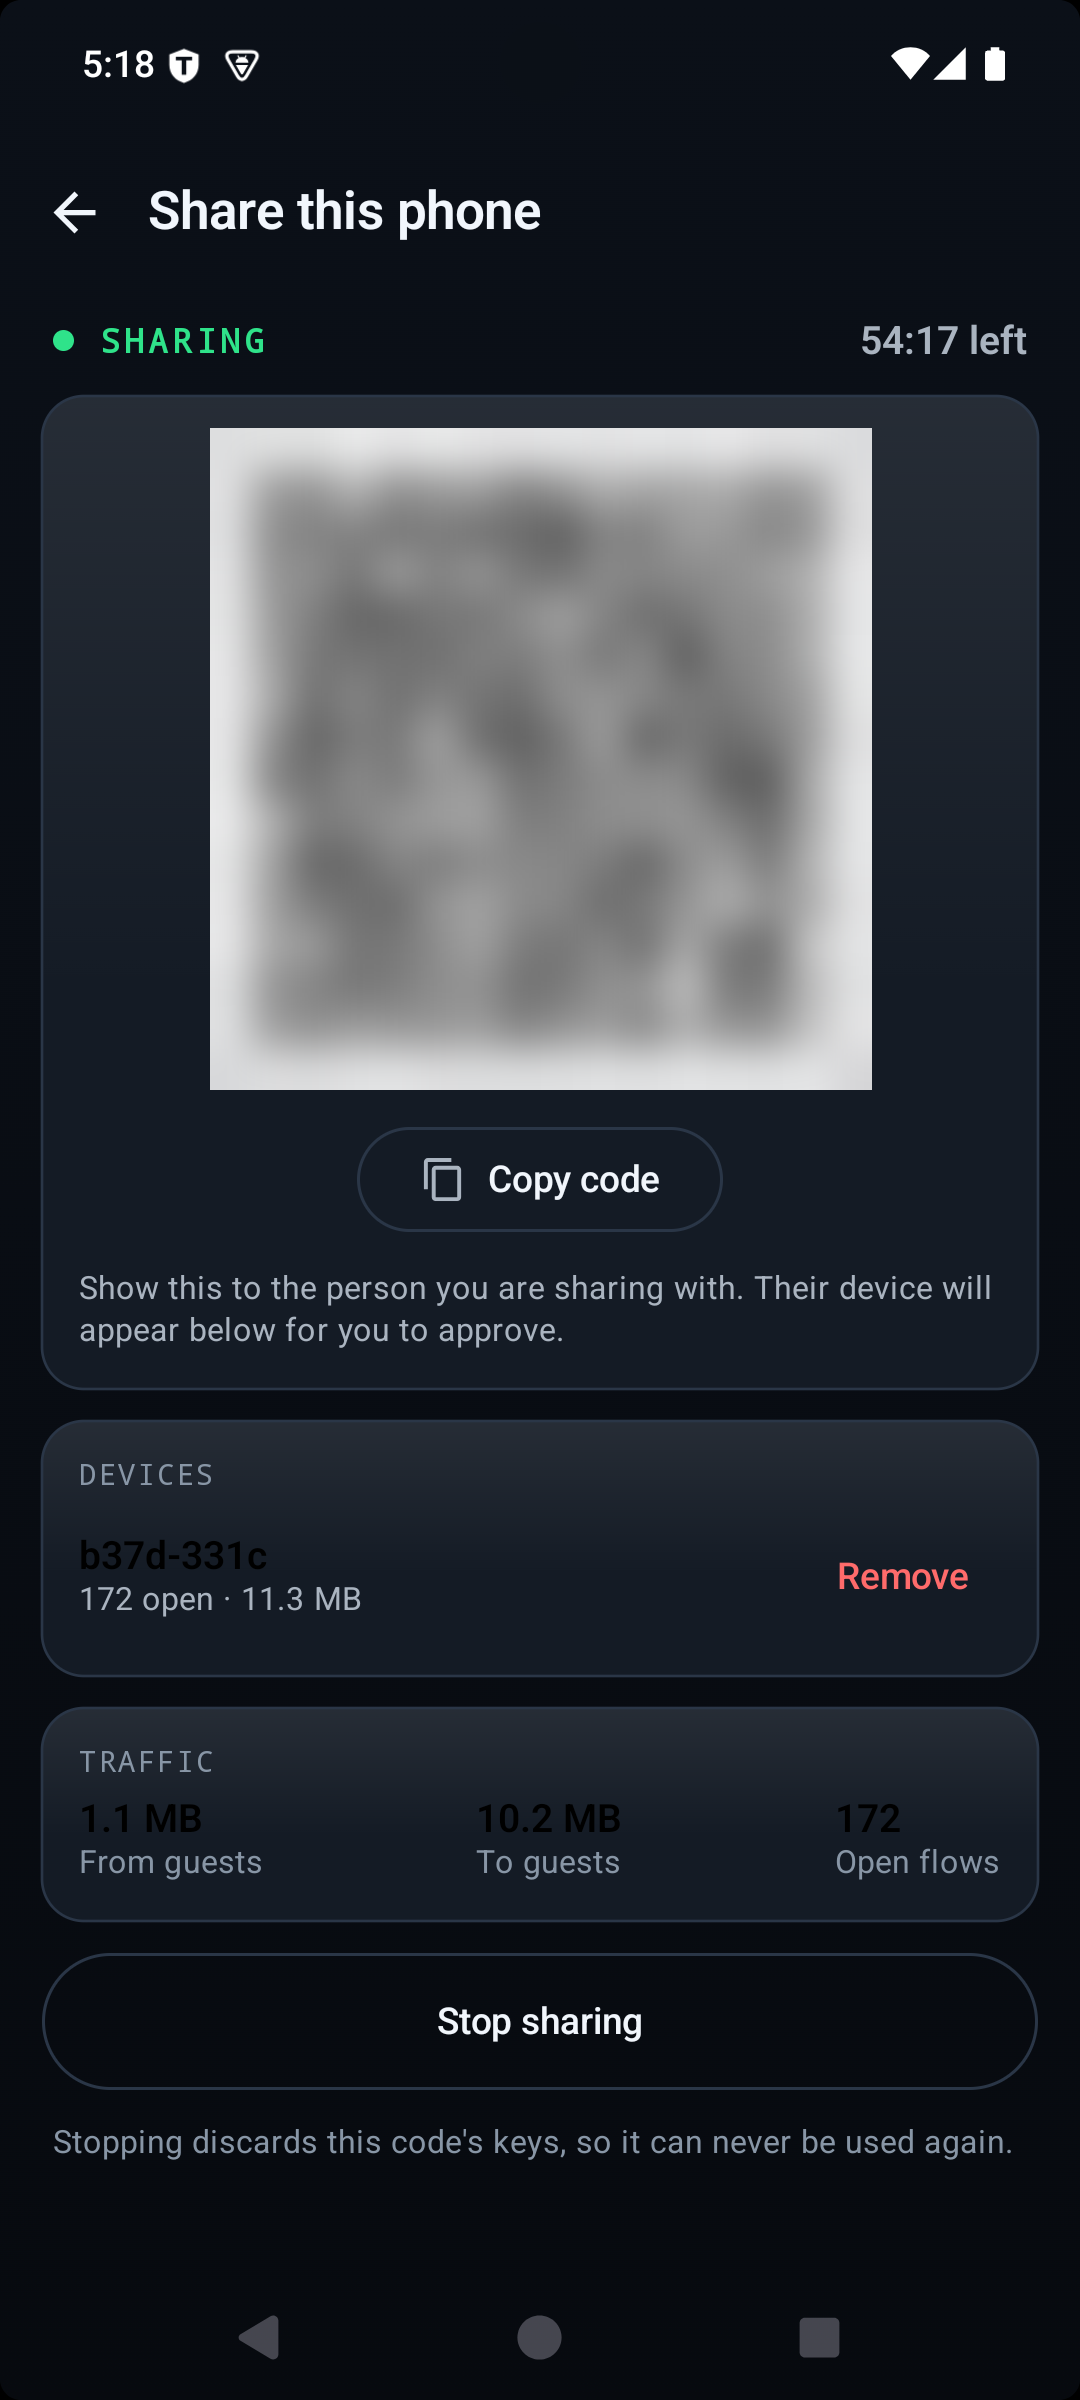 5:18
Share this phone
SHARING
54:17 left
Copy code
Show this to the person you are sharing with. Their device will
appear below for you to approve.
DEVICES
b37d-331c
172 open · 11.3 MB
Remove
TRAFFIC
1.1 MB 10.2 MB 172
From guests To guests Open flows
Stop sharing
Stopping discards this code's keys, so it can never be used again.